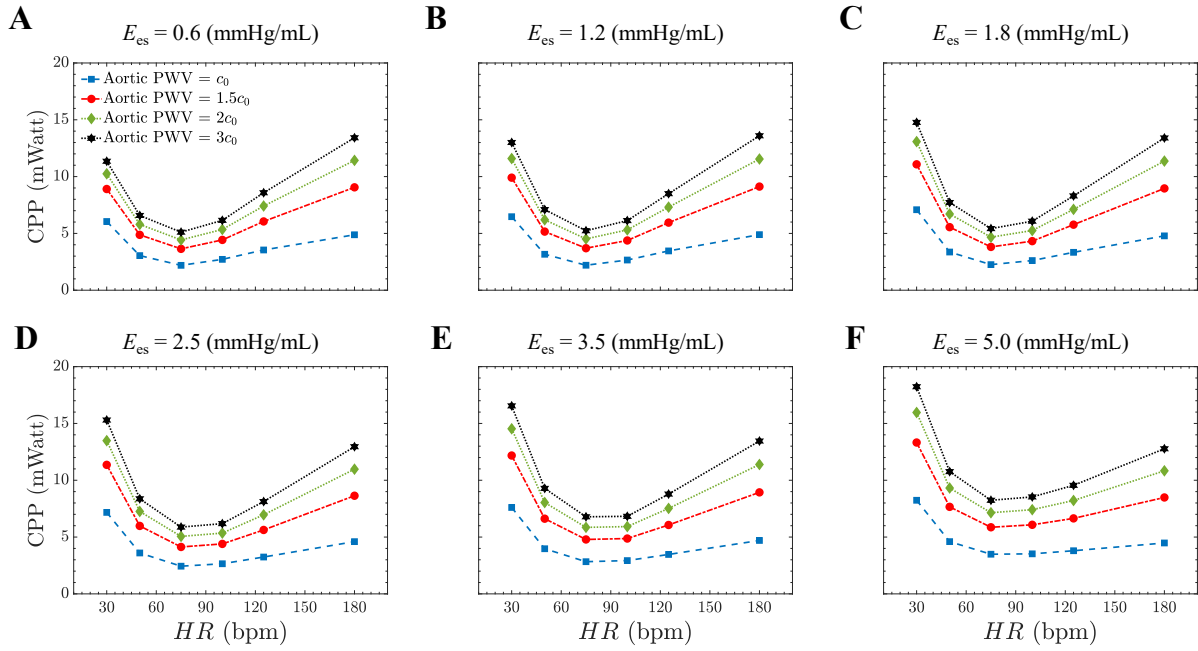 A
E_es = 0.6 (mmHg/mL)
B
E_es = 1.2 (mmHg/mL)
C
E_es = 1.8 (mmHg/mL)
CPP (mWatt)
20
15
10
5
0
Aortic PWV = c_0
Aortic PWV = 1.5c_0
Aortic PWV = 2c_0
Aortic PWV = 3c_0
D
E_es = 2.5 (mmHg/mL)
E
E_es = 3.5 (mmHg/mL)
F
E_es = 5.0 (mmHg/mL)
CPP (mWatt)
20
15
10
5
0
30 60 90 120 150 180
30 60 90 120 150 180
30 60 90 120 150 180
HR (bpm)
HR (bpm)
HR (bpm)